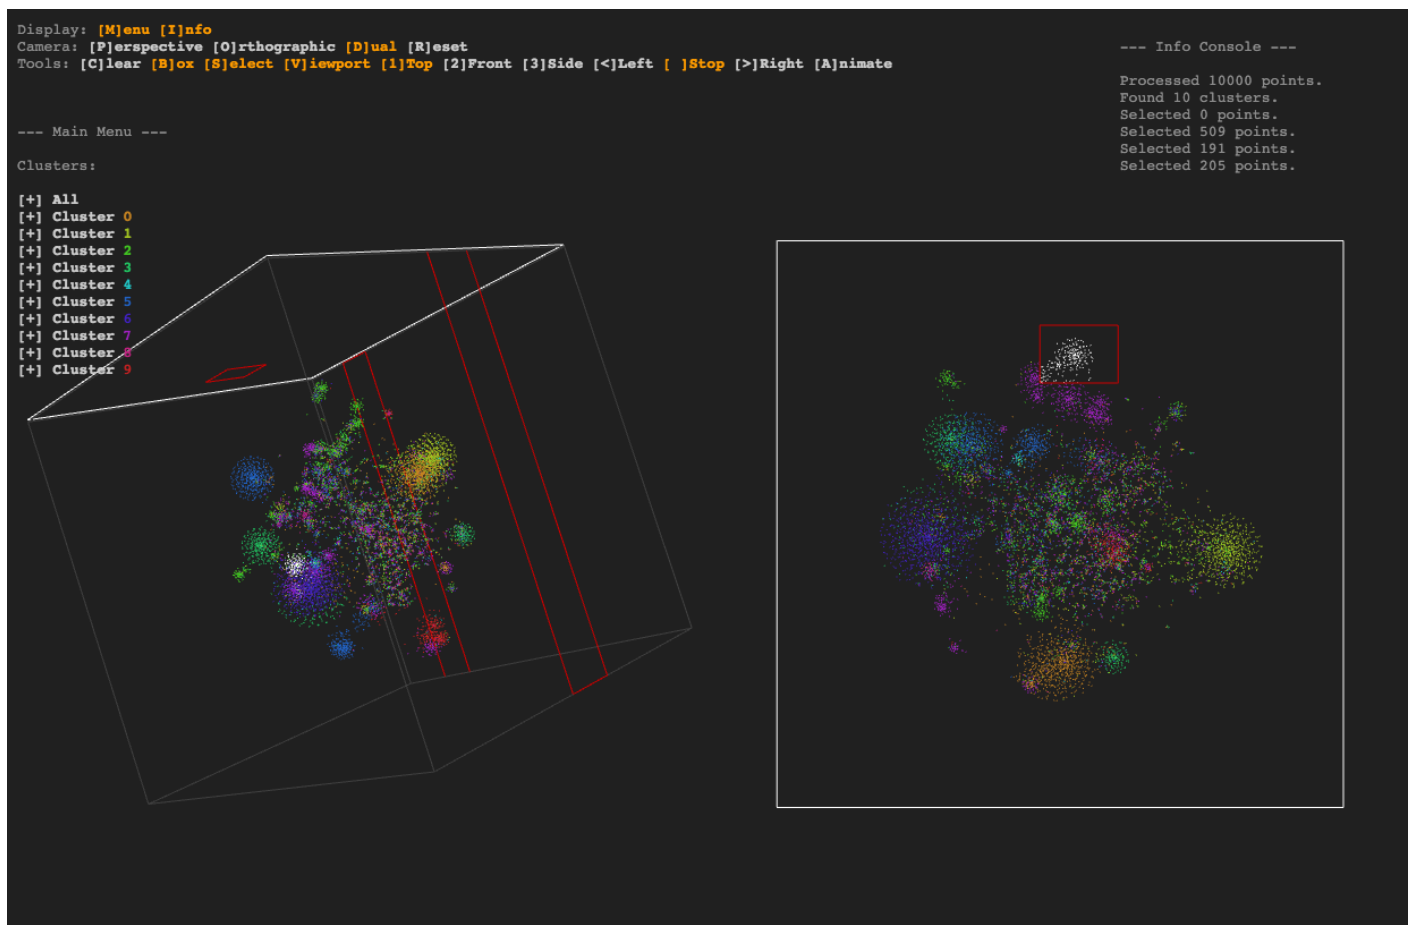 Display: [M]enu [I]nfo
Camera: [P]erspective [O]rthographic [D]ual [R]eset
Tools: [C]lear [B]ox [S]elect [V]iewport [1]Top [2]Front [3]Side [<]Left [ ]Stop [>]Right [A]nimate
--- Main Menu ---
Clusters:
[+] All
[+] Cluster 0
[+] Cluster 1
[+] Cluster 2
[+] Cluster 3
[+] Cluster 4
[+] Cluster 5
[+] Cluster 6
[+] Cluster 7
[+] Cluster 8
[+] Cluster 9
--- Info Console ---
Processed 10000 points.
Found 10 clusters.
Selected 0 points.
Selected 509 points.
Selected 191 points.
Selected 205 points.